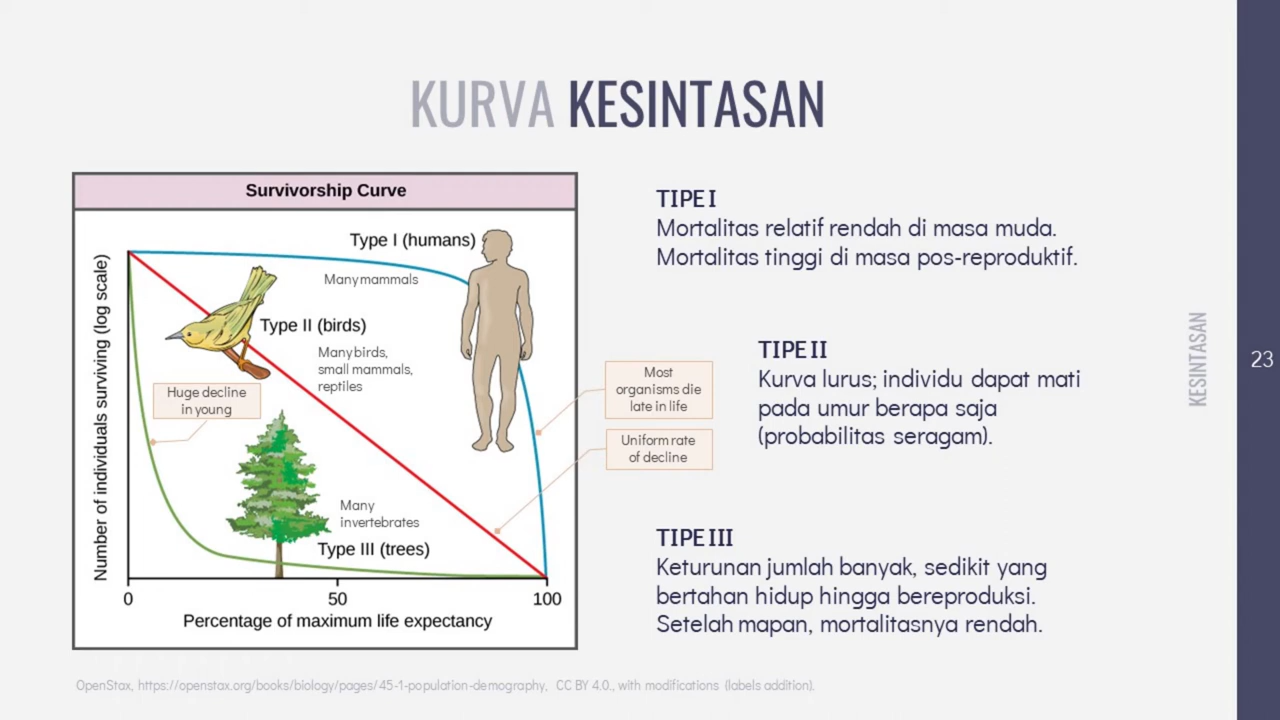 KURVA KESINTASAN
Survivorship Curve
Number of individuals surviving (log scale)
Type I (humans)
Many mammals
Type II (birds)
Many birds,
small mammals,
reptiles
Huge decline
in young
Most
organisms die
late in life
Uniform rate
of decline
Many
invertebrates
Type III (trees)
0 50 100
Percentage of maximum life expectancy
TIPE I
Mortalitas relatif rendah di masa muda.
Mortalitas tinggi di masa pos-reproduktif.
TIPE II
Kurva lurus; individu dapat mati
pada umur berapa saja
(probabilitas seragam).
TIPE III
Keturunan jumlah banyak, sedikit yang
bertahan hidup hingga bereproduksi.
Setelah mapan, mortalitasnya rendah.
KESINTASAN
23
OpenStax, https://openstax.org/books/biology/pages/45-1-population-demography, CC BY 4.0., with modifications (labels addition).